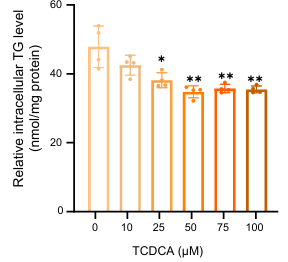 Relative intracellular TG level
(nmol/mg protein)
60
40
20
0
*
**
**
**
0 10 25 50 75 100
TCDCA (μM)